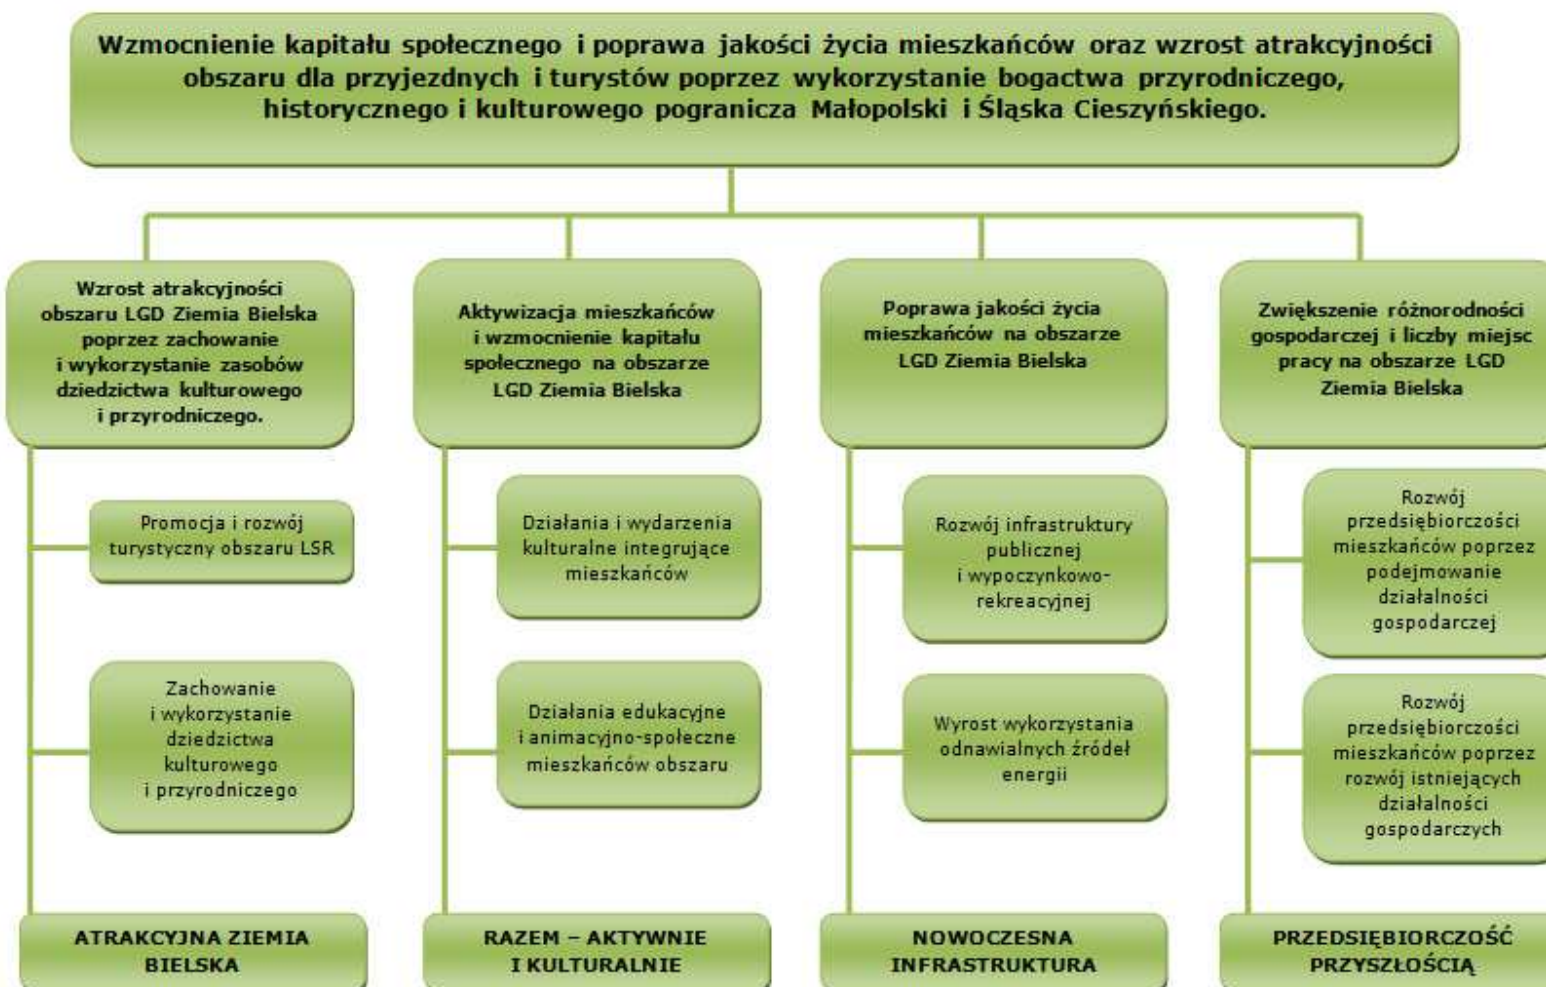 Wzmocnienie kapitału społecznego i poprawa jakości życia mieszkańców oraz wzrost atrakcyjności
obszaru dla przyjezdnych i turystów poprzez wykorzystanie bogactwa przyrodniczego,
historycznego i kulturowego pogranicza Małopolski i Śląska Cieszyńskiego.
Wzrost atrakcyjności
obszaru LGD Ziemia Bielska
poprzez zachowanie
i wykorzystanie zasobów
dziedzictwa kulturowego
i przyrodniczego.
Promocja i rozwój
turystyczny obszaru LSR
Zachowanie
i wykorzystanie
dziedzictwa
kulturowego
i przyrodniczego
ATRAKCYJNA ZIEMIA
BIELSKA
Aktywizacja mieszkańców
i wzmocnienie kapitału
społecznego na obszarze
LGD Ziemia Bielska
Działania i wydarzenia
kulturalne integrujące
mieszkańców
Działania edukacyjne
i animacyjno-społeczne
mieszkańców obszaru
RAZEM – AKTYWNIE
I KULTURALNIE
Poprawa jakości życia
mieszkańców na obszarze
LGD Ziemia Bielska
Rozwój infrastruktury
publicznej
i wypoczynkowo-
rekreacyjnej
Wyrost wykorzystania
odnawialnych źródeł
energii
NOWOCZESNA
INFRASTRUKTURA
Zwiększenie różnorodności
gospodarczej i liczby miejsc
pracy na obszarze LGD
Ziemia Bielska
Rozwój
przedsiębiorczości
mieszkańców poprzez
podejmowanie
działalności
gospodarczej
Rozwój
przedsiębiorczości
mieszkańców poprzez
rozwój istniejących
działalności
gospodarczych
PRZEDSIĘBIORCZOŚĆ
PRZYSZŁOŚCIĄ